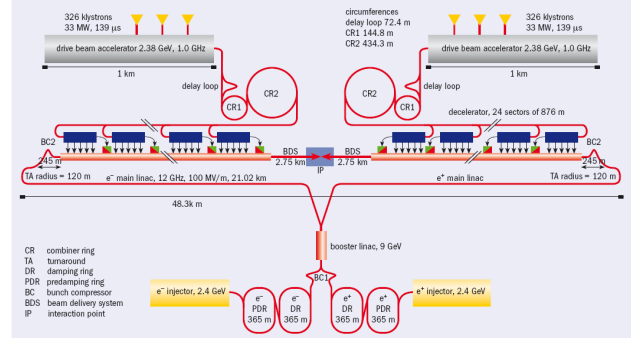 326 klystrons
33 MW, 139 μs
circumferences
delay loop 72.4 m
CR1 144.8 m
CR2 434.3 m
326 klystrons
33 MW, 139 μs
drive beam accelerator 2.38 GeV, 1.0 GHz
drive beam accelerator 2.38 GeV, 1.0 GHz
1 km
1 km
delay loop
CR1
CR2
CR2
CR1
delay loop
decelerator, 24 sectors of 876 m
BC2
BC2
245 m
BDS
2.75 km
IP
BDS
2.75 km
245 m
TA radius = 120 m
e⁻ main linac, 12 GHz, 100 MV/m, 21.02 km
e⁺ main linac
TA radius = 120 m
48.3k m
CR combiner ring
TA turnaround
DR damping ring
PDR predamping ring
BC bunch compressor
BDS beam delivery system
IP interaction point
booster linac, 9 GeV
BC1
e⁻ injector, 2.4 GeV
e⁻
PDR
365 m
e⁻
DR
365 m
e⁺
DR
365 m
e⁺
PDR
365 m
e⁺ injector, 2.4 GeV